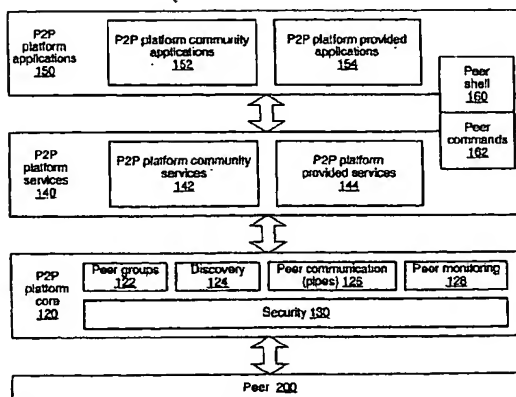 P2P
platform
applications
150
P2P platform community
applications
152
P2P platform provided
applications
154
Peer
shell
160
Peer
commands
162
P2P
platform
services
140
P2P platform community
services
142
P2P platform
provided services
144
P2P
platform
core
120
Peer groups
122
Discovery
124
Peer communication
(pipes) 126
Peer monitoring
128
Security 130
Peer 200